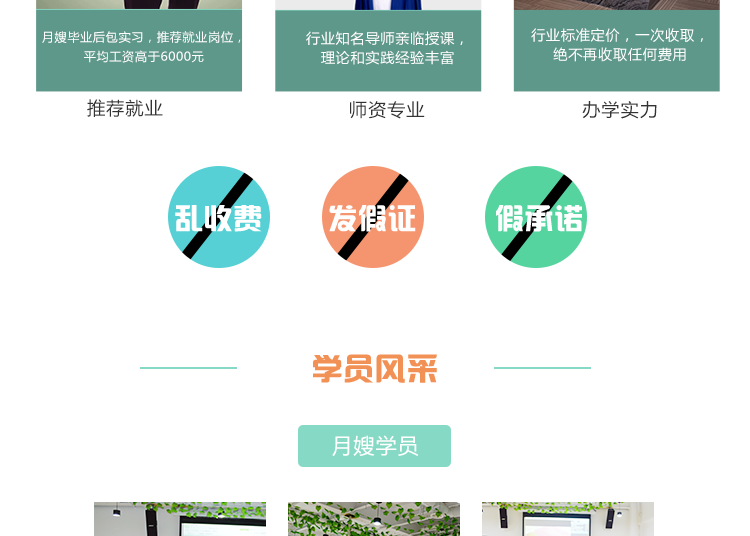 月嫂毕业后包实习，推荐就业岗位，
平均工资高于6000元
行业知名导师亲临授课，
理论和实践经验丰富
行业标准定价，一次收取，
绝不再收取任何费用
推荐就业
师资专业
办学实力
乱收费
发假证
假承诺
学员风采
月嫂学员